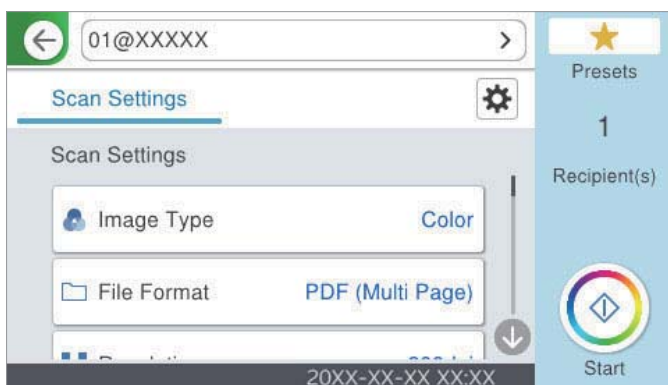 01@XXXXX
Presets
Scan Settings
1
Recipient(s)
Scan Settings
Image Type Color
File Format PDF (Multi Page)
Start
20XX-XX-XX XX:XX